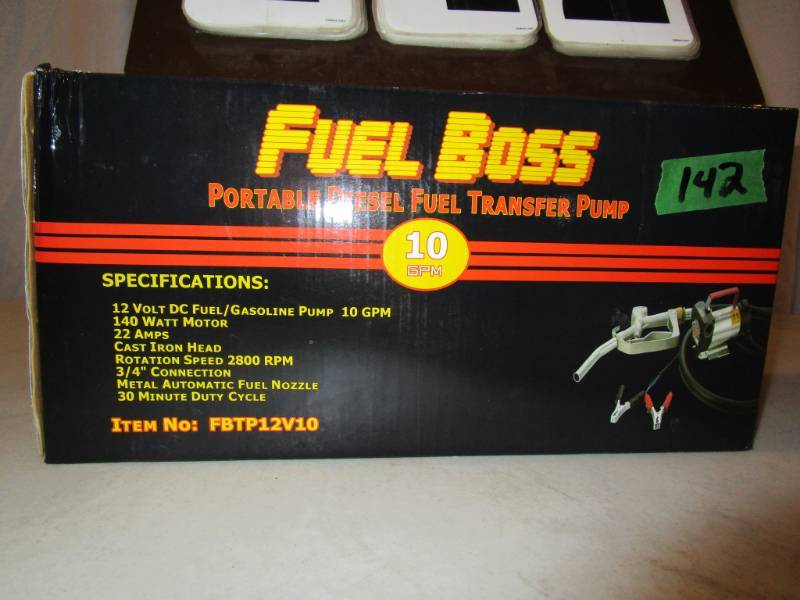 FUEL BOSS
PORTABLE DIESEL FUEL TRANSFER PUMP
142
10
GPM
SPECIFICATIONS:
12 VOLT DC FUEL/GASOLINE PUMP 10 GPM
140 WATT MOTOR
22 AMPS
CAST IRON HEAD
ROTATION SPEED 2800 RPM
3/4" CONNECTION
METAL AUTOMATIC FUEL NOZZLE
30 MINUTE DUTY CYCLE
ITEM NO: FBTP12V10